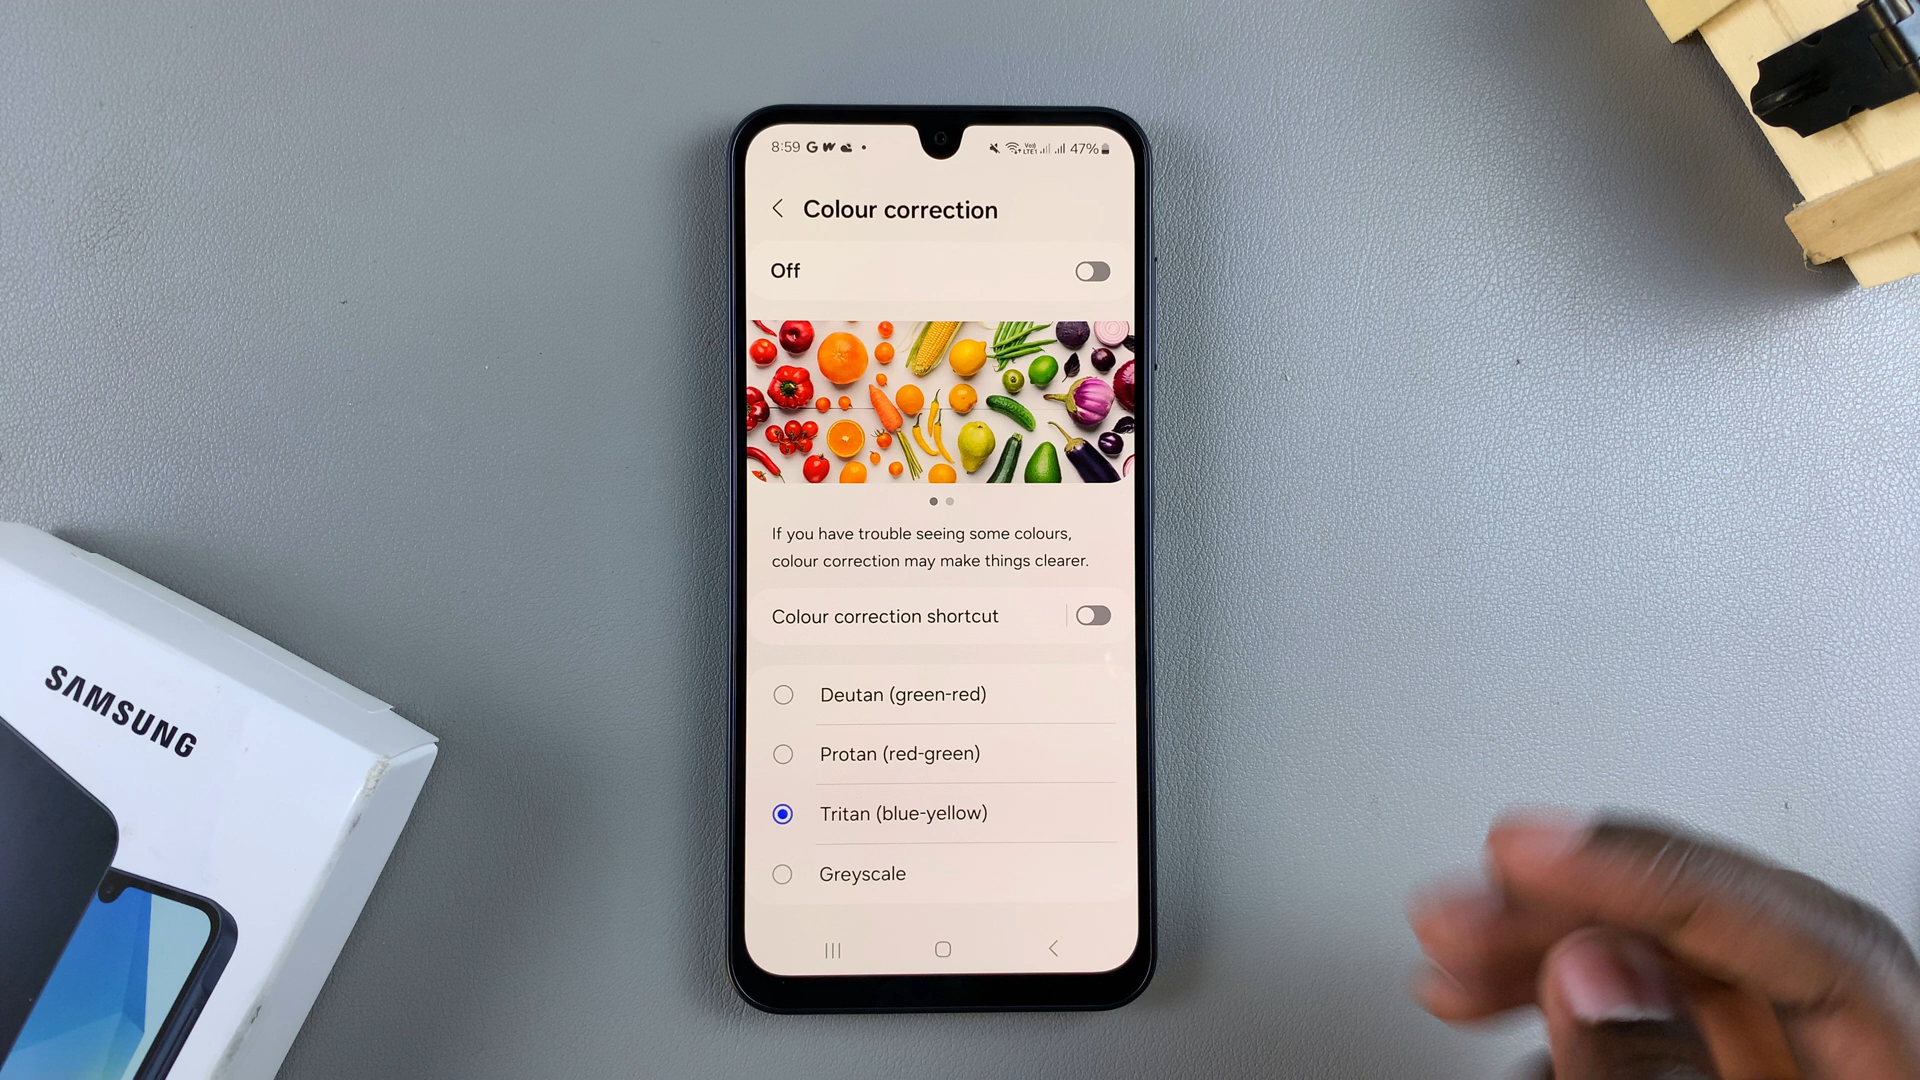 8:59
47%
Colour correction
Off
If you have trouble seeing some colours,
colour correction may make things clearer.
Colour correction shortcut
Deutan (green-red)
Protan (red-green)
Tritan (blue-yellow)
Greyscale
SAMSUNG